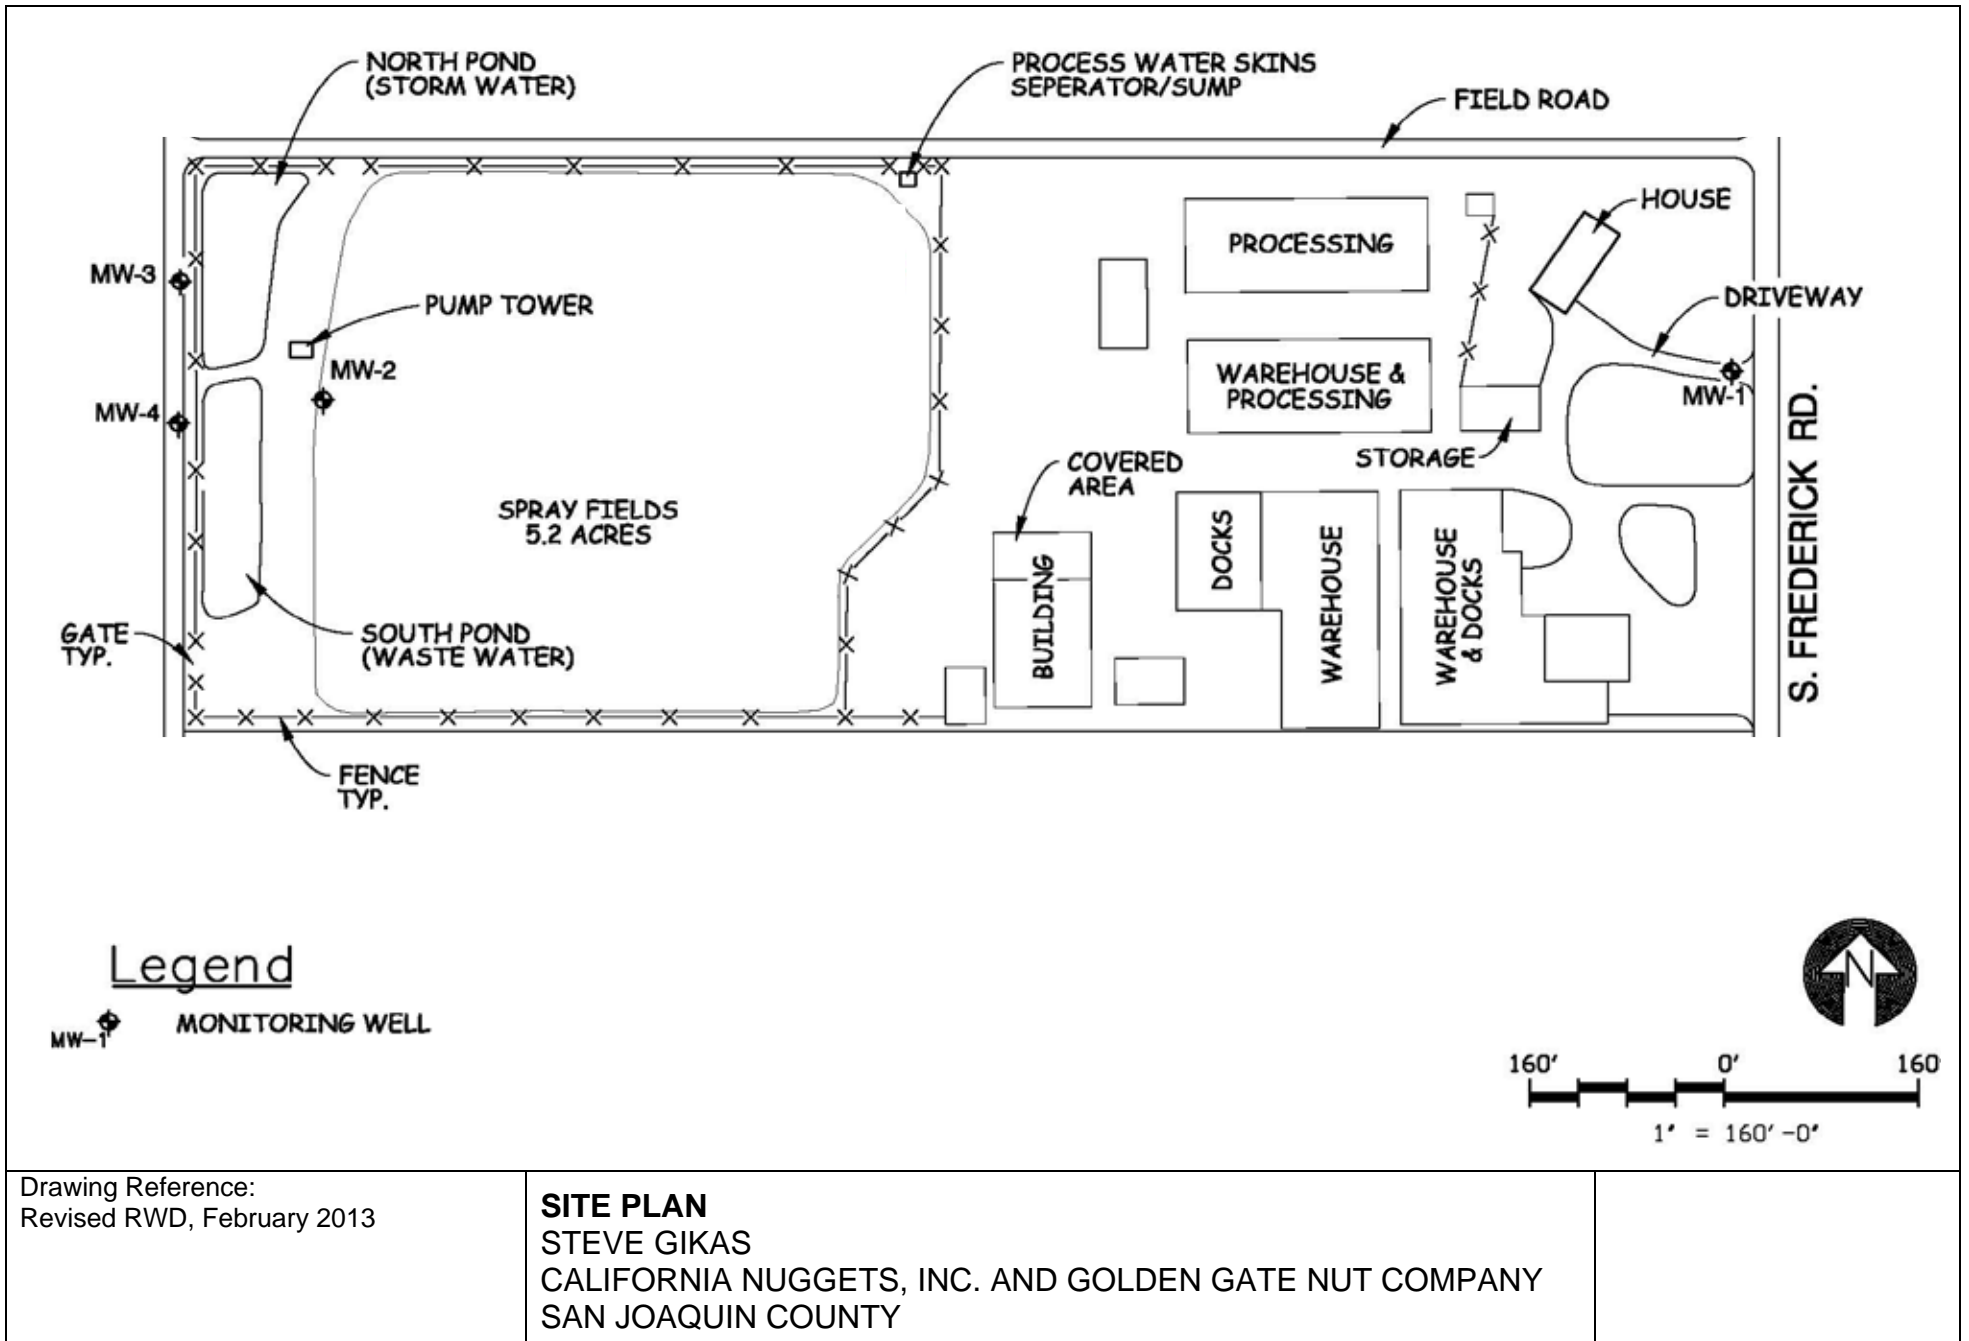 NORTH POND
(STORM WATER)
PROCESS WATER SKINS
SEPERATOR/SUMP
FIELD ROAD
HOUSE
PROCESSING
MW-3
PUMP TOWER
DRIVEWAY
MW-2
WAREHOUSE &
PROCESSING
MW-1
MW-4
STORAGE
COVERED
AREA
S. FREDERICK RD.
SPRAY FIELDS
5.2 ACRES
DOCKS
WAREHOUSE
WAREHOUSE
& DOCKS
BUILDING
GATE
TYP.
SOUTH POND
(WASTE WATER)
FENCE
TYP.
Legend
MW-1
MONITORING WELL
N
160' 0' 160
1" = 160'-0"
Drawing Reference:
Revised RWD, February 2013
SITE PLAN
STEVE GIKAS
CALIFORNIA NUGGETS, INC. AND GOLDEN GATE NUT COMPANY
SAN JOAQUIN COUNTY